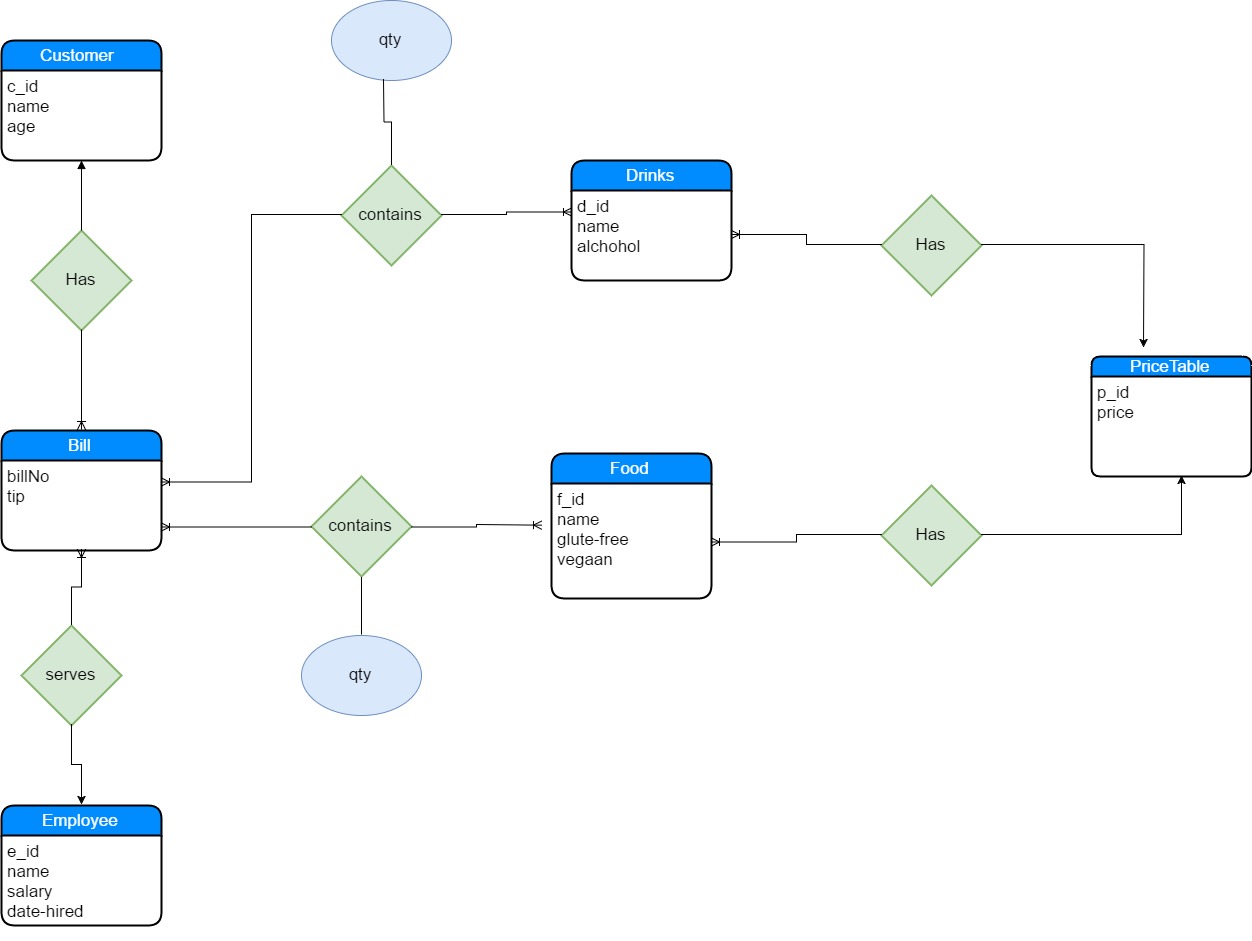 qty
Customer
c_id
name
age
contains
Drinks
d_id
name
alchohol
Has
Has
PriceTable
p_id
price
Bill
billNo
tip
contains
Food
f_id
name
glute-free
vegaan
Has
serves
qty
Employee
e_id
name
salary
date-hired